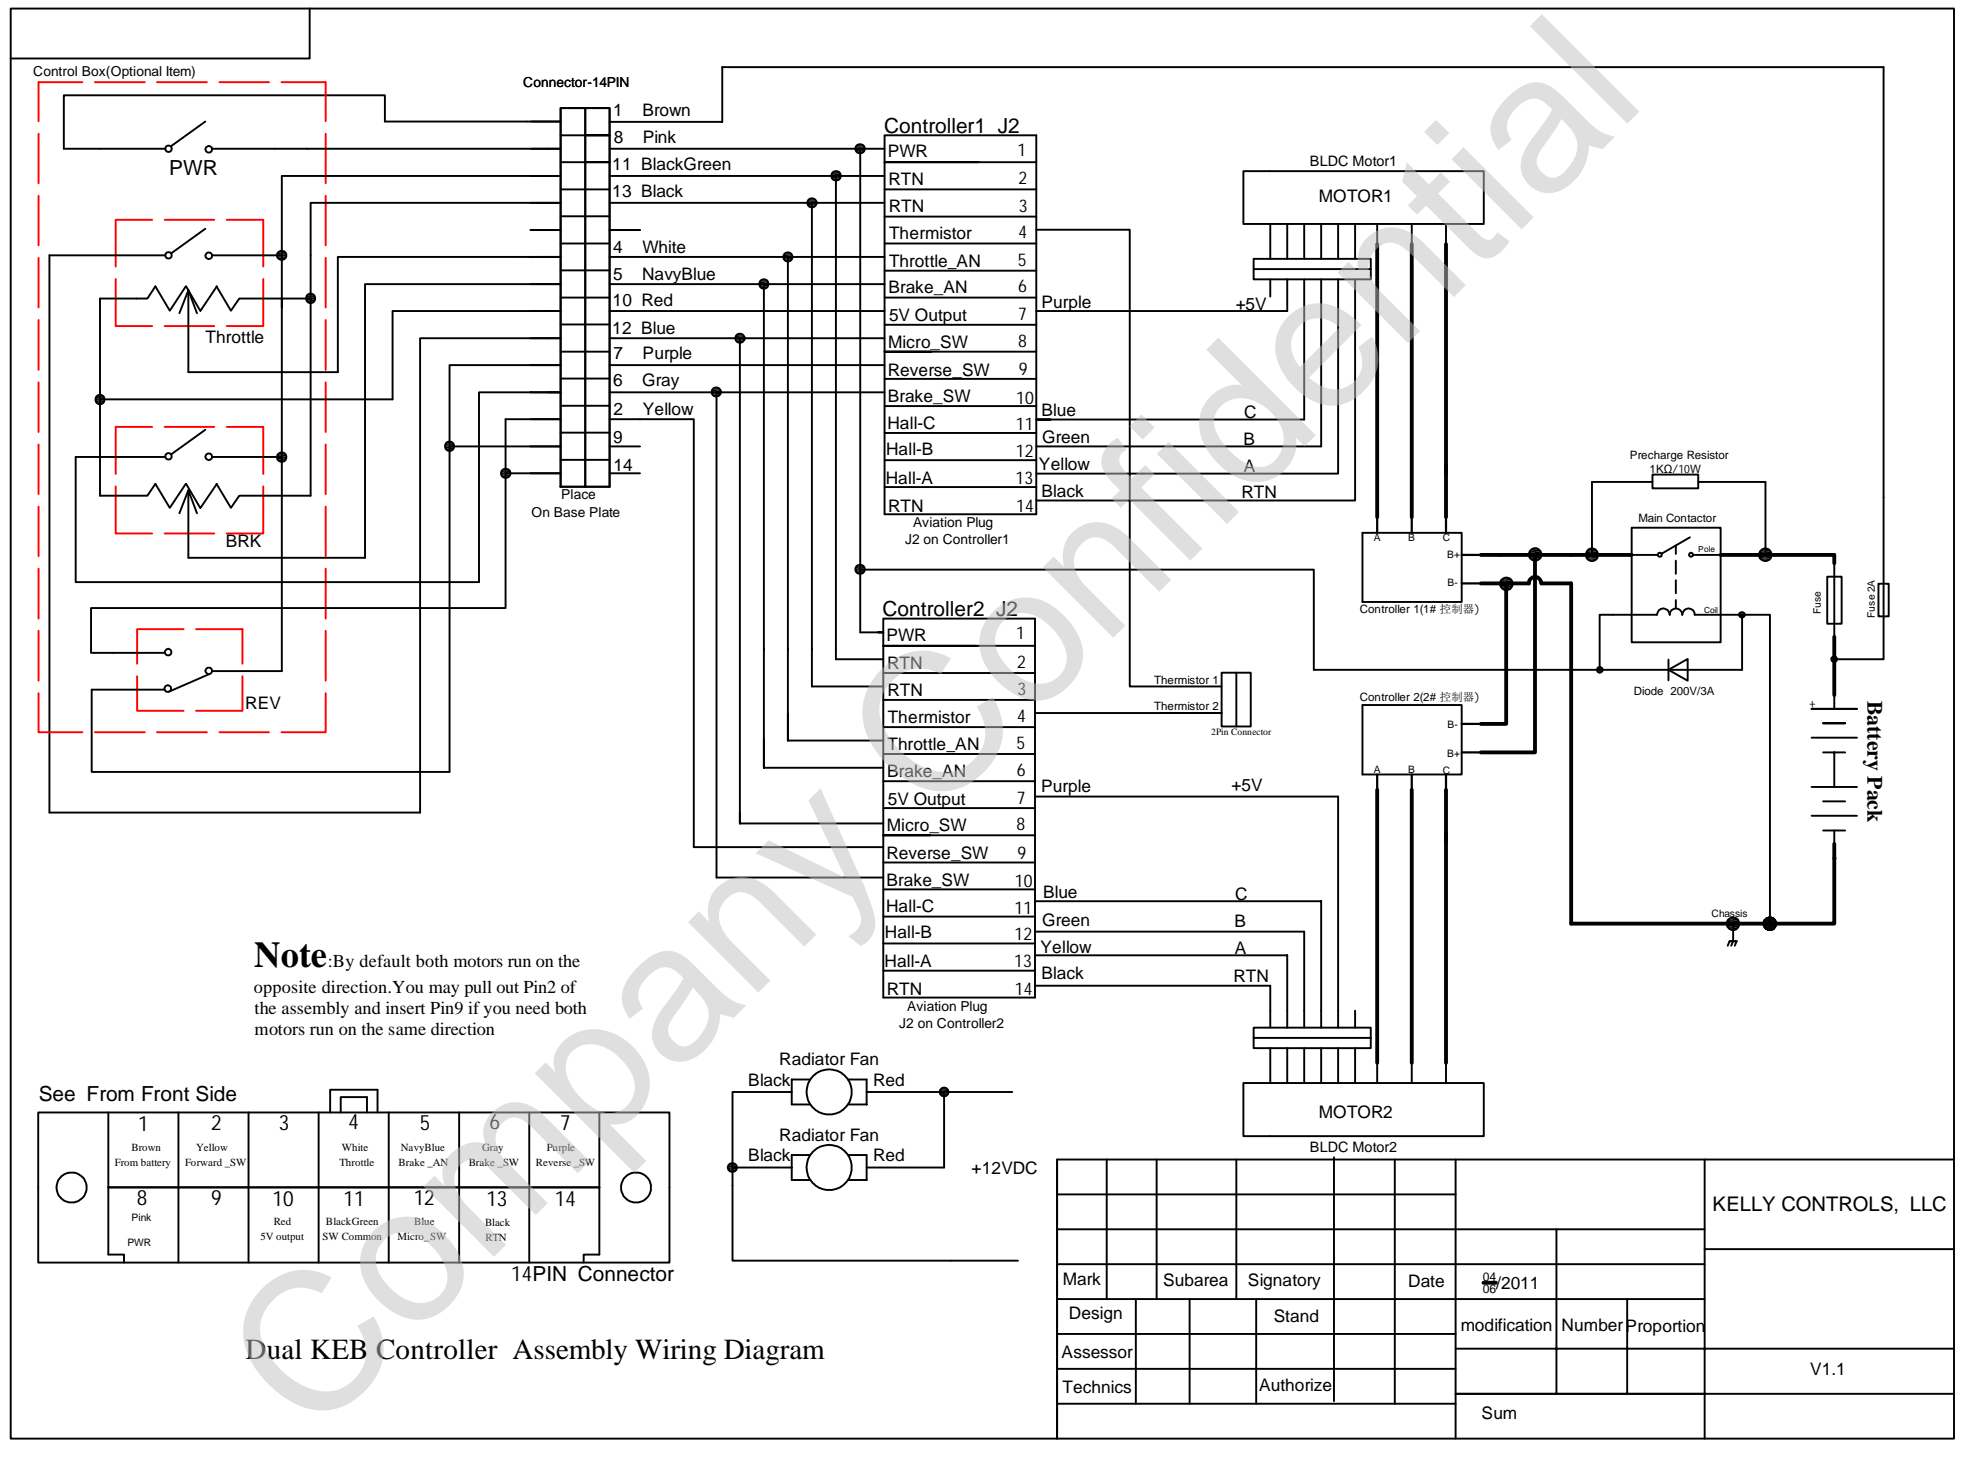 Control Box(Optional Item)
PWR
Throttle
BRK
REV
Connector-14PIN
1 Brown
8 Pink
11 BlackGreen
13 Black
4 White
5 NavyBlue
10 Red
12 Blue
7 Purple
6 Gray
2 Yellow
9
14
Place
On Base Plate
Controller1 J2
PWR 1
RTN 2
RTN 3
Thermistor 4
Throttle_AN 5
Brake_AN 6
5V Output 7
Micro_SW 8
Reverse_SW 9
Brake_SW 10
Hall-C 11
Hall-B 12
Hall-A 13
RTN 14
Aviation Plug
J2 on Controller1
Purple +5V
Blue C
Green B
Yellow A
Black RTN
BLDC Motor1
MOTOR1
Controller2 J2
PWR 1
RTN 2
RTN 3
Thermistor 4
Throttle_AN 5
Brake_AN 6
5V Output 7
Micro_SW 8
Reverse_SW 9
Brake_SW 10
Hall-C 11
Hall-B 12
Hall-A 13
RTN 14
Aviation Plug
J2 on Controller2
Thermistor 1
Thermistor 2
2Pin Connector
Purple +5V
Blue C
Green B
Yellow A
Black RTN
MOTOR2
BLDC Motor2
A B C
B+
B-
Controller 1(1# 控制器)
Controller 2(2# 控制器)
B-
B+
A B C
Precharge Resistor
1KΩ/10W
Main Contactor
Pole
Coil
Diode 200V/3A
Fuse
Fuse 2A
+
Battery Pack
Chassis
Note:By default both motors run on the
opposite direction.You may pull out Pin2 of
the assembly and insert Pin9 if you need both
motors run on the same direction
See From Front Side
1 2 3 4 5 6 7
Brown Yellow White NavyBlue Gray Purple
From battery Forward _SW Throttle Brake _AN Brake _SW Reverse _SW
8 9 10 11 12 13 14
Pink Red BlackGreen Blue Black
PWR 5V output SW Common Micro_SW RTN
14PIN Connector
Radiator Fan
Black Red
Radiator Fan
Black Red
+12VDC
Dual KEB Controller Assembly Wiring Diagram
KELLY CONTROLS, LLC
Mark Subarea Signatory Date 04 06/2011
Design Stand
modification Number Proportion
Assessor
Technics Authorize
V1.1
Sum
Company Confidential